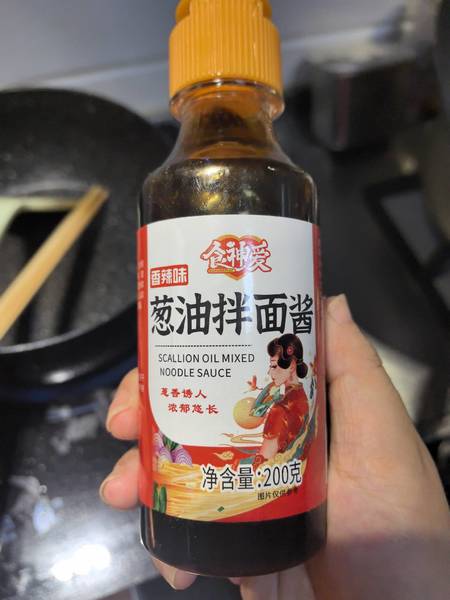 食神爱
香辣味
葱油拌面酱
SCALLION OIL MIXED
NOODLE SAUCE
葱香诱人
浓郁悠长
净含量:200克
图片仅供参考